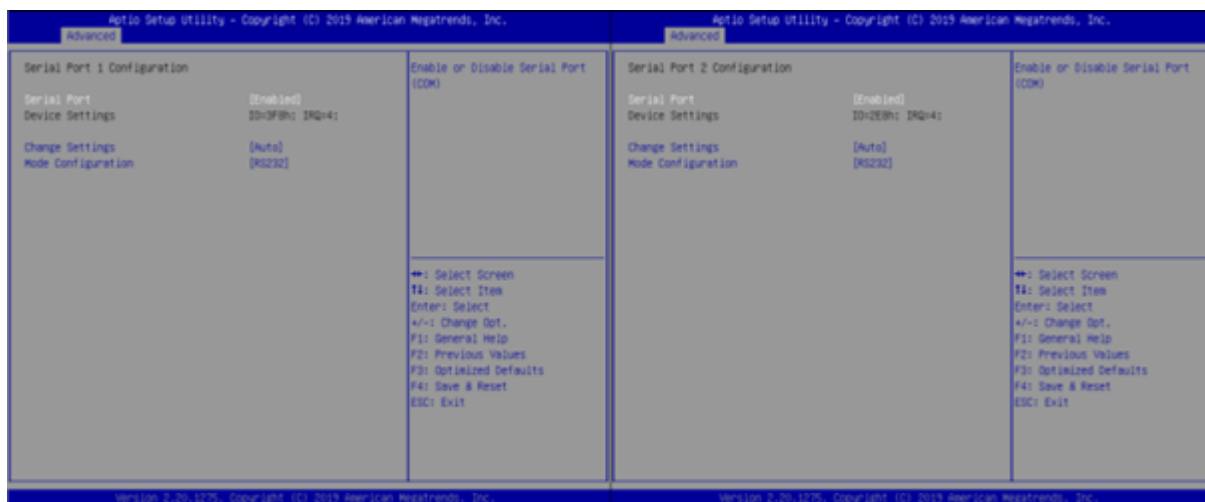 Aptio Setup Utility - Copyright (C) 2019 American Megatrends, Inc.
Advanced
Serial Port 1 Configuration
Serial Port [Enabled]
Device Settings IO=3F8h; IRQ=4;
Change Settings [Auto]
Mode Configuration [RS232]
Enable or Disable Serial Port
(COM)
: Select Screen
↑↓: Select Item
Enter: Select
+/-: Change Opt.
F1: General Help
F2: Previous Values
F3: Optimized Defaults
F4: Save & Reset
ESC: Exit
Version 2.20.1275. Copyright (C) 2019 American Megatrends, Inc.
Aptio Setup Utility - Copyright (C) 2019 American Megatrends, Inc.
Advanced
Serial Port 2 Configuration
Serial Port [Enabled]
Device Settings IO=2E8h; IRQ=4;
Change Settings [Auto]
Mode Configuration [RS232]
Enable or Disable Serial Port
(COM)
: Select Screen
↑↓: Select Item
Enter: Select
+/-: Change Opt.
F1: General Help
F2: Previous Values
F3: Optimized Defaults
F4: Save & Reset
ESC: Exit
Version 2.20.1275. Copyright (C) 2019 American Megatrends, Inc.